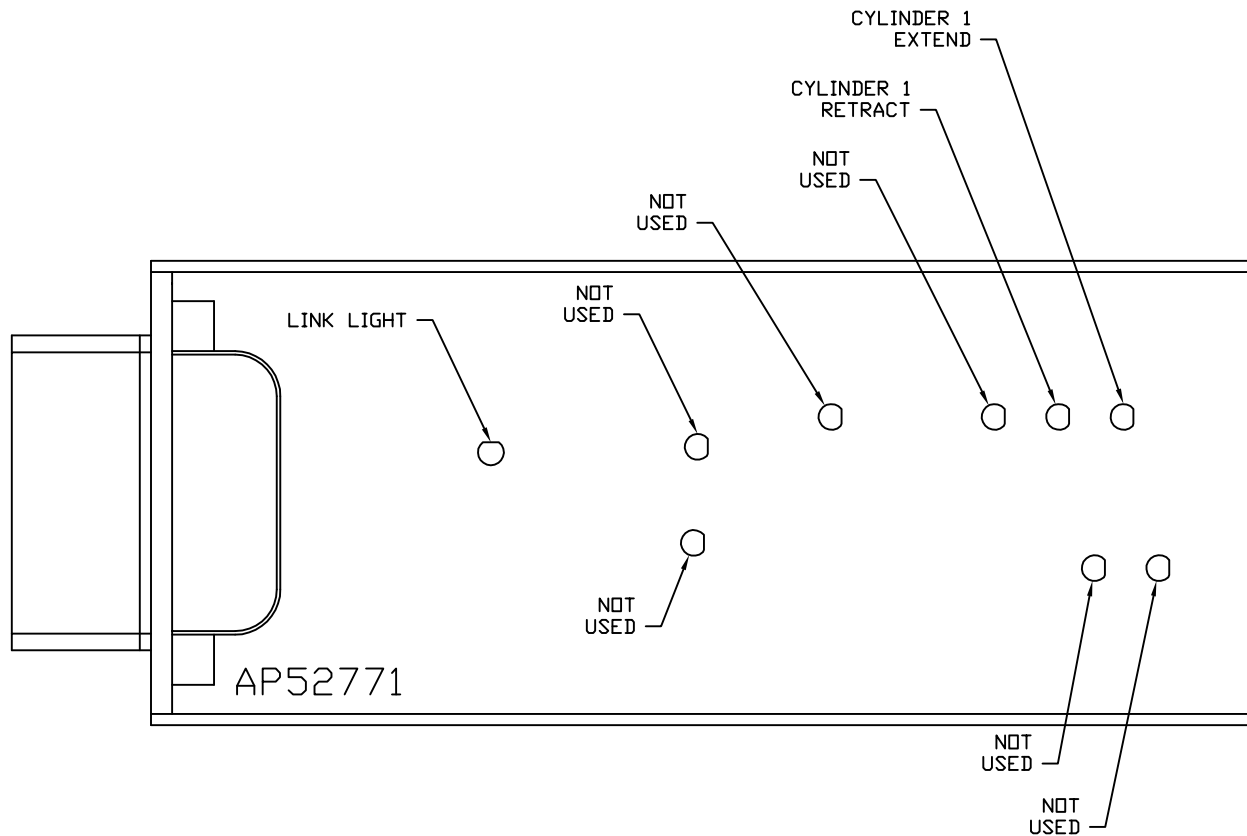 CYLINDER 1
EXTEND
CYLINDER 1
RETRACT
NOT
USED
NOT
USED
NOT
USED
LINK LIGHT
NOT
USED
AP52771
NOT
USED
NOT
USED